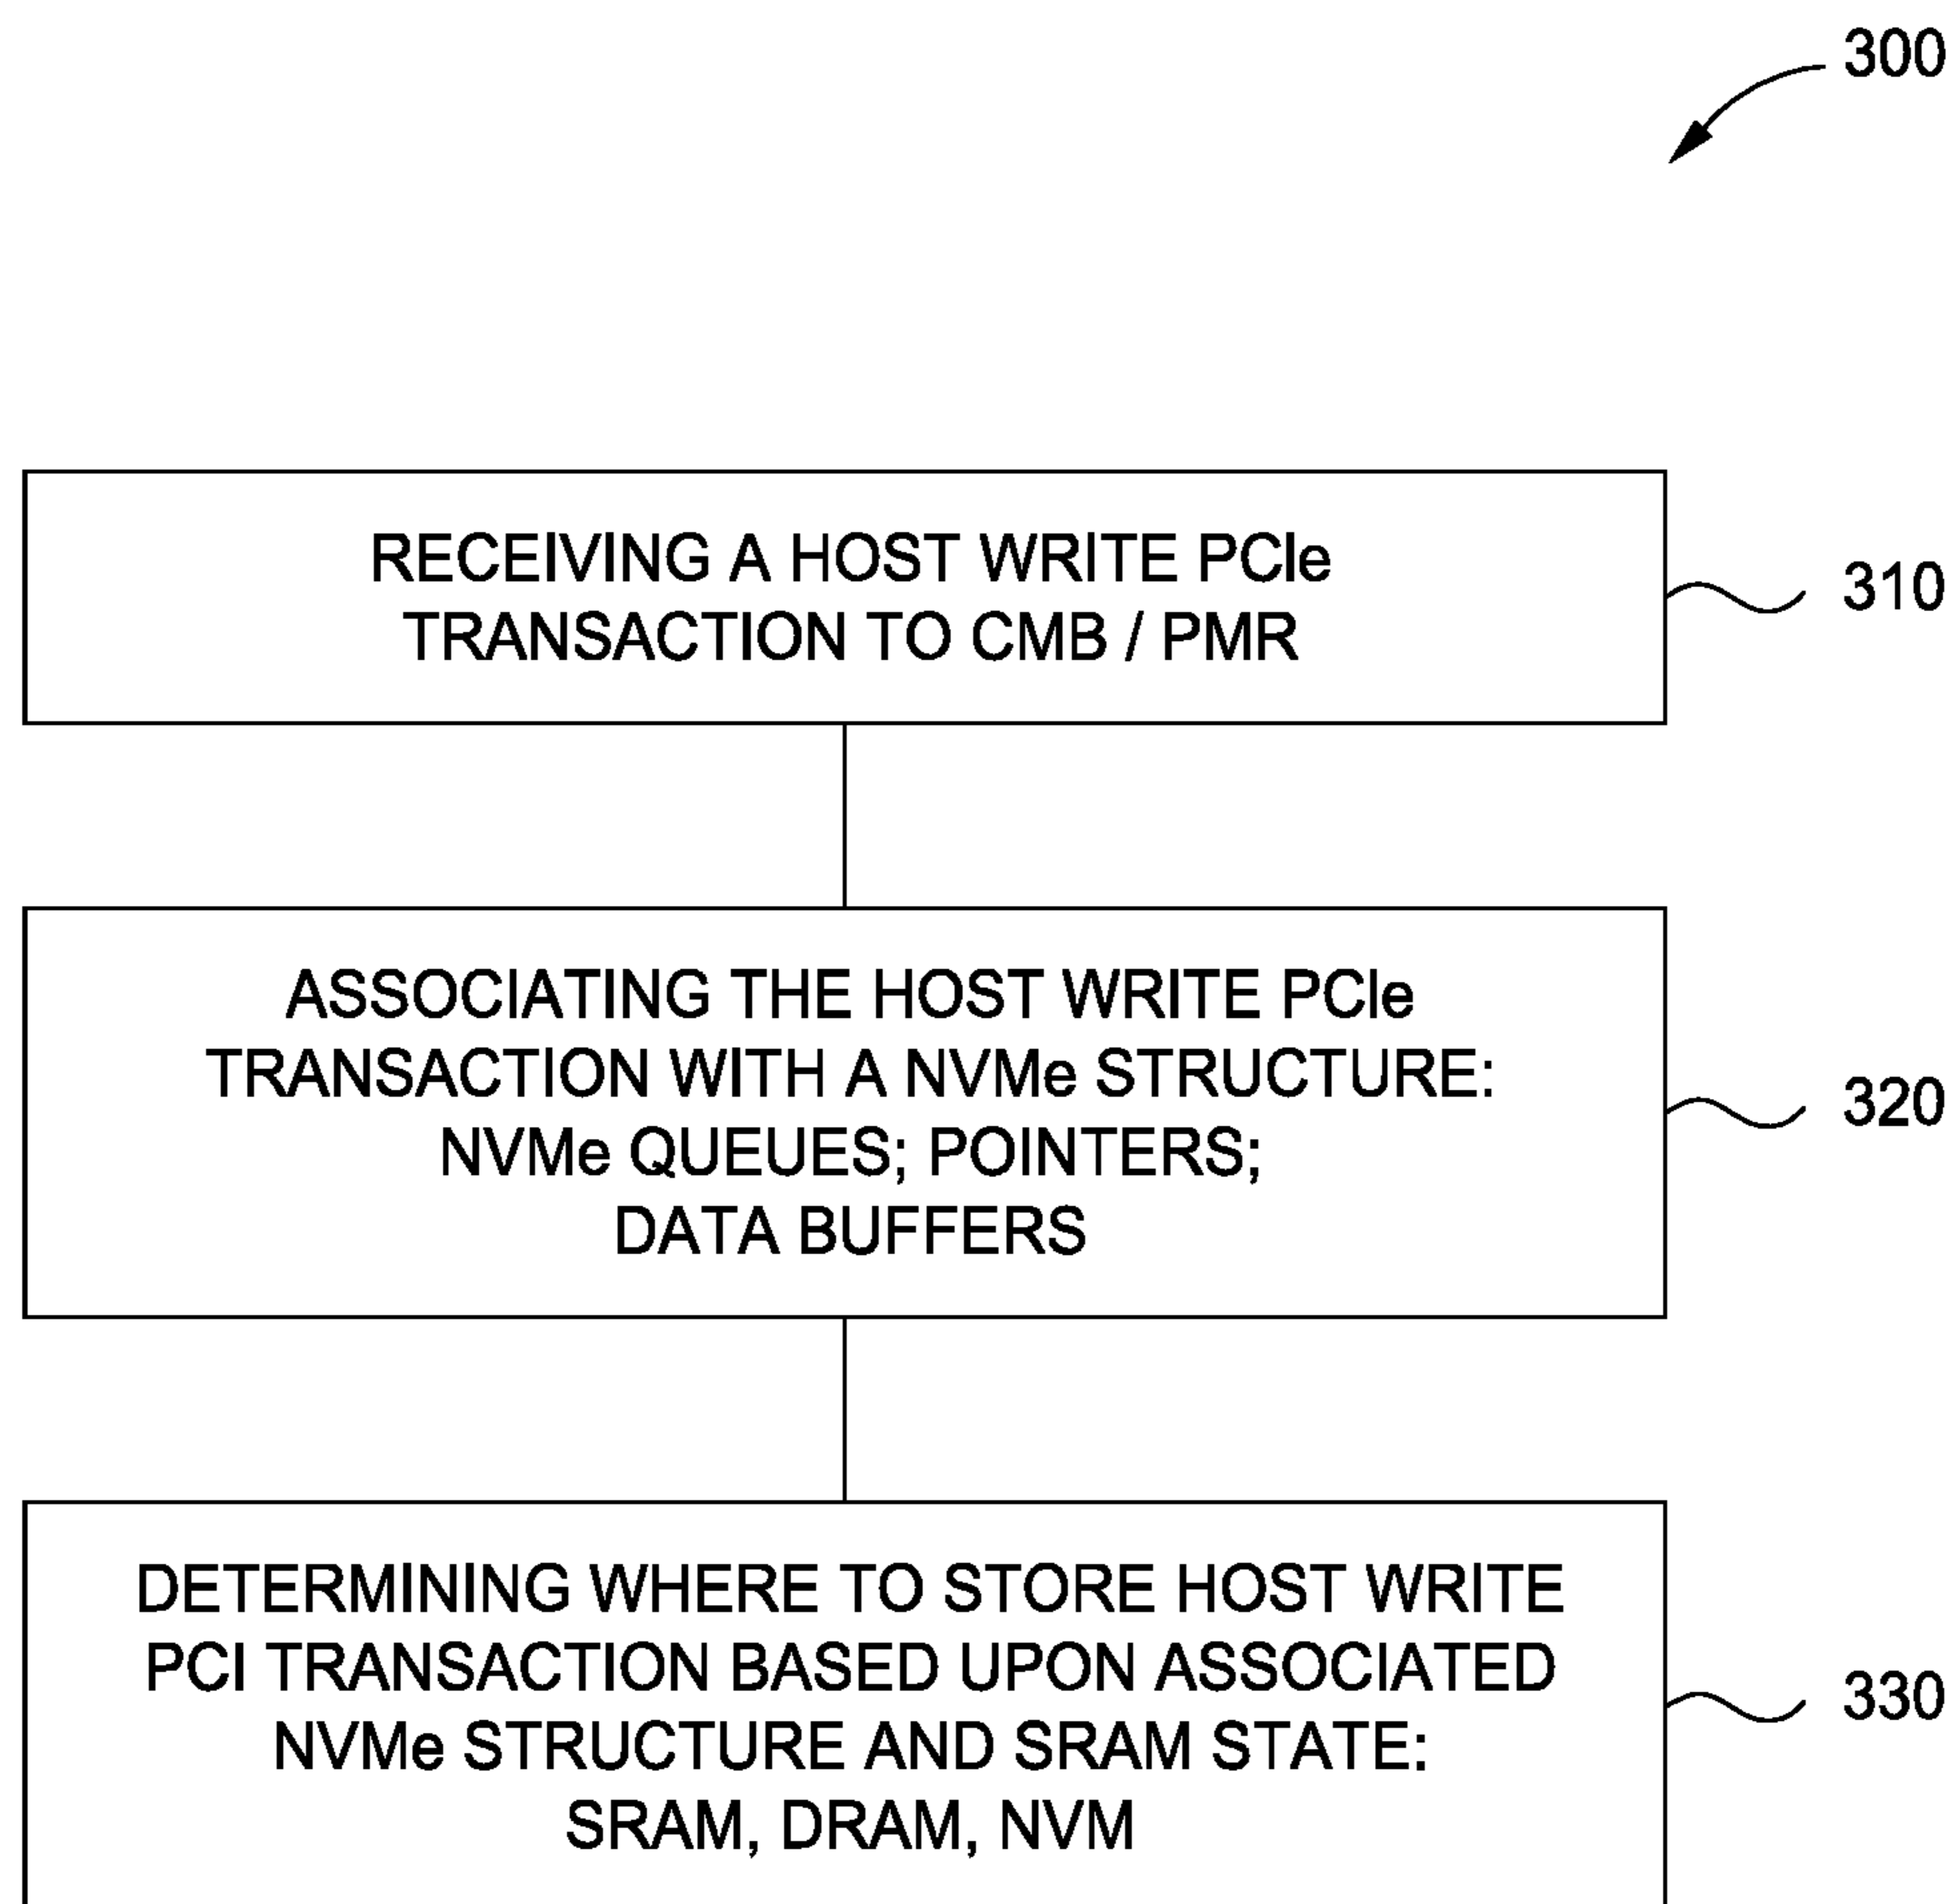 300
RECEIVING A HOST WRITE PCIe
TRANSACTION TO CMB / PMR
310
ASSOCIATING THE HOST WRITE PCIe
TRANSACTION WITH A NVMe STRUCTURE:
NVMe QUEUES; POINTERS;
DATA BUFFERS
320
DETERMINING WHERE TO STORE HOST WRITE
PCI TRANSACTION BASED UPON ASSOCIATED
NVMe STRUCTURE AND SRAM STATE:
SRAM, DRAM, NVM
330